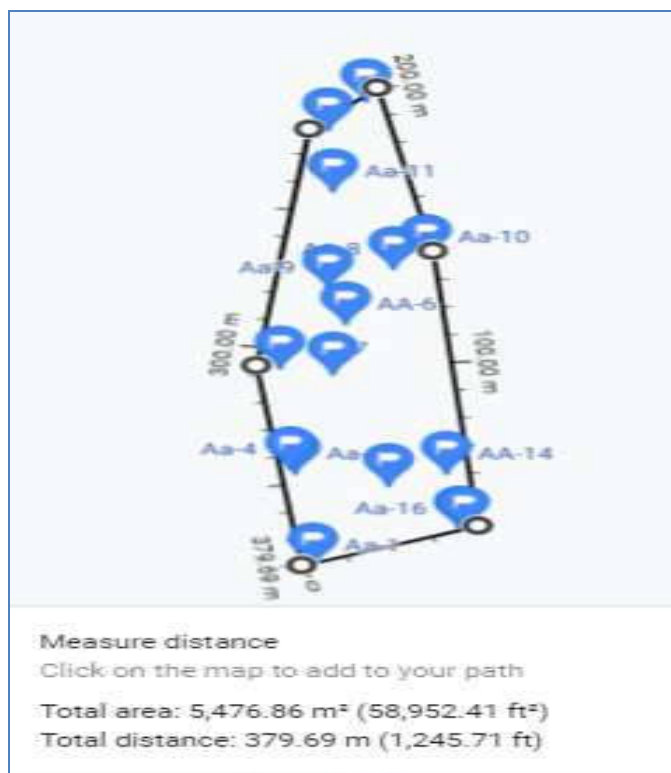 200.00 m
Aa-11
Aa-10
Aa-9
AA-6
300.00 m
100.00 m
Aa-4
AA-14
Aa-16
379.69 m
Measure distance
Click on the map to add to your path
Total area: 5,476.86 m² (58,952.41 ft²)
Total distance: 379.69 m (1,245.71 ft)